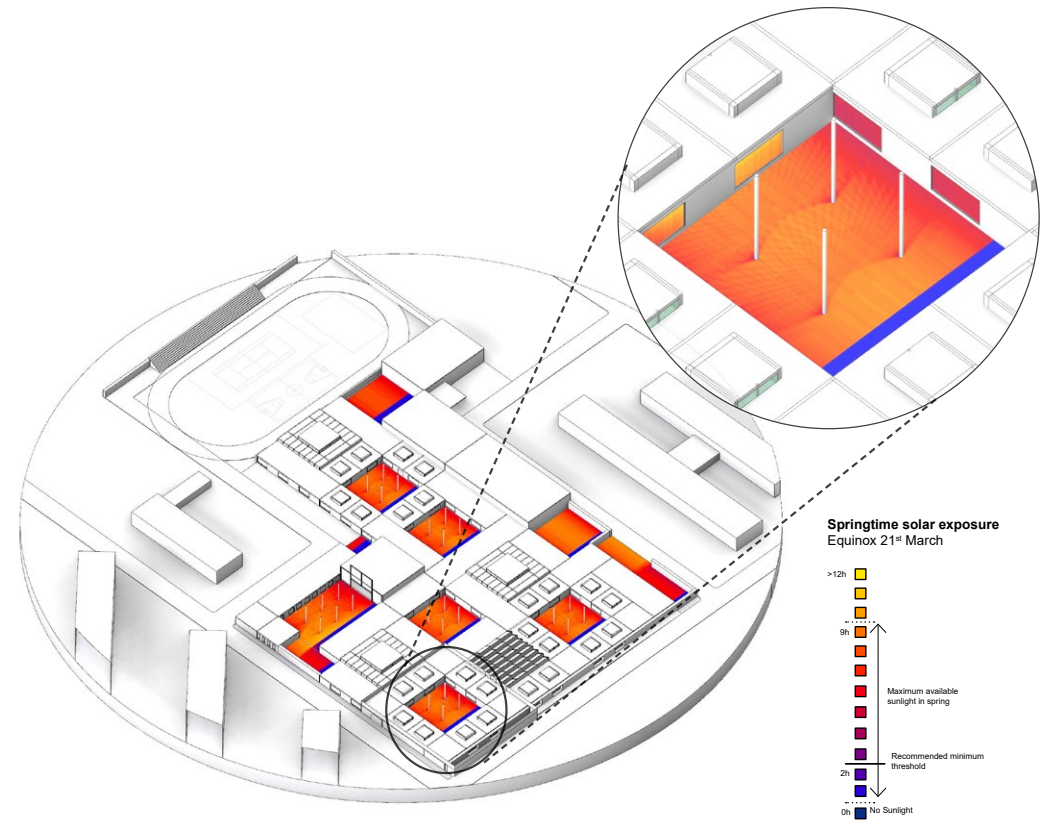 Springtime solar exposure
Equinox 21st March
>12h
9h
Maximum available
sunlight in spring
Recommended minimum
threshold
2h
0h
No Sunlight